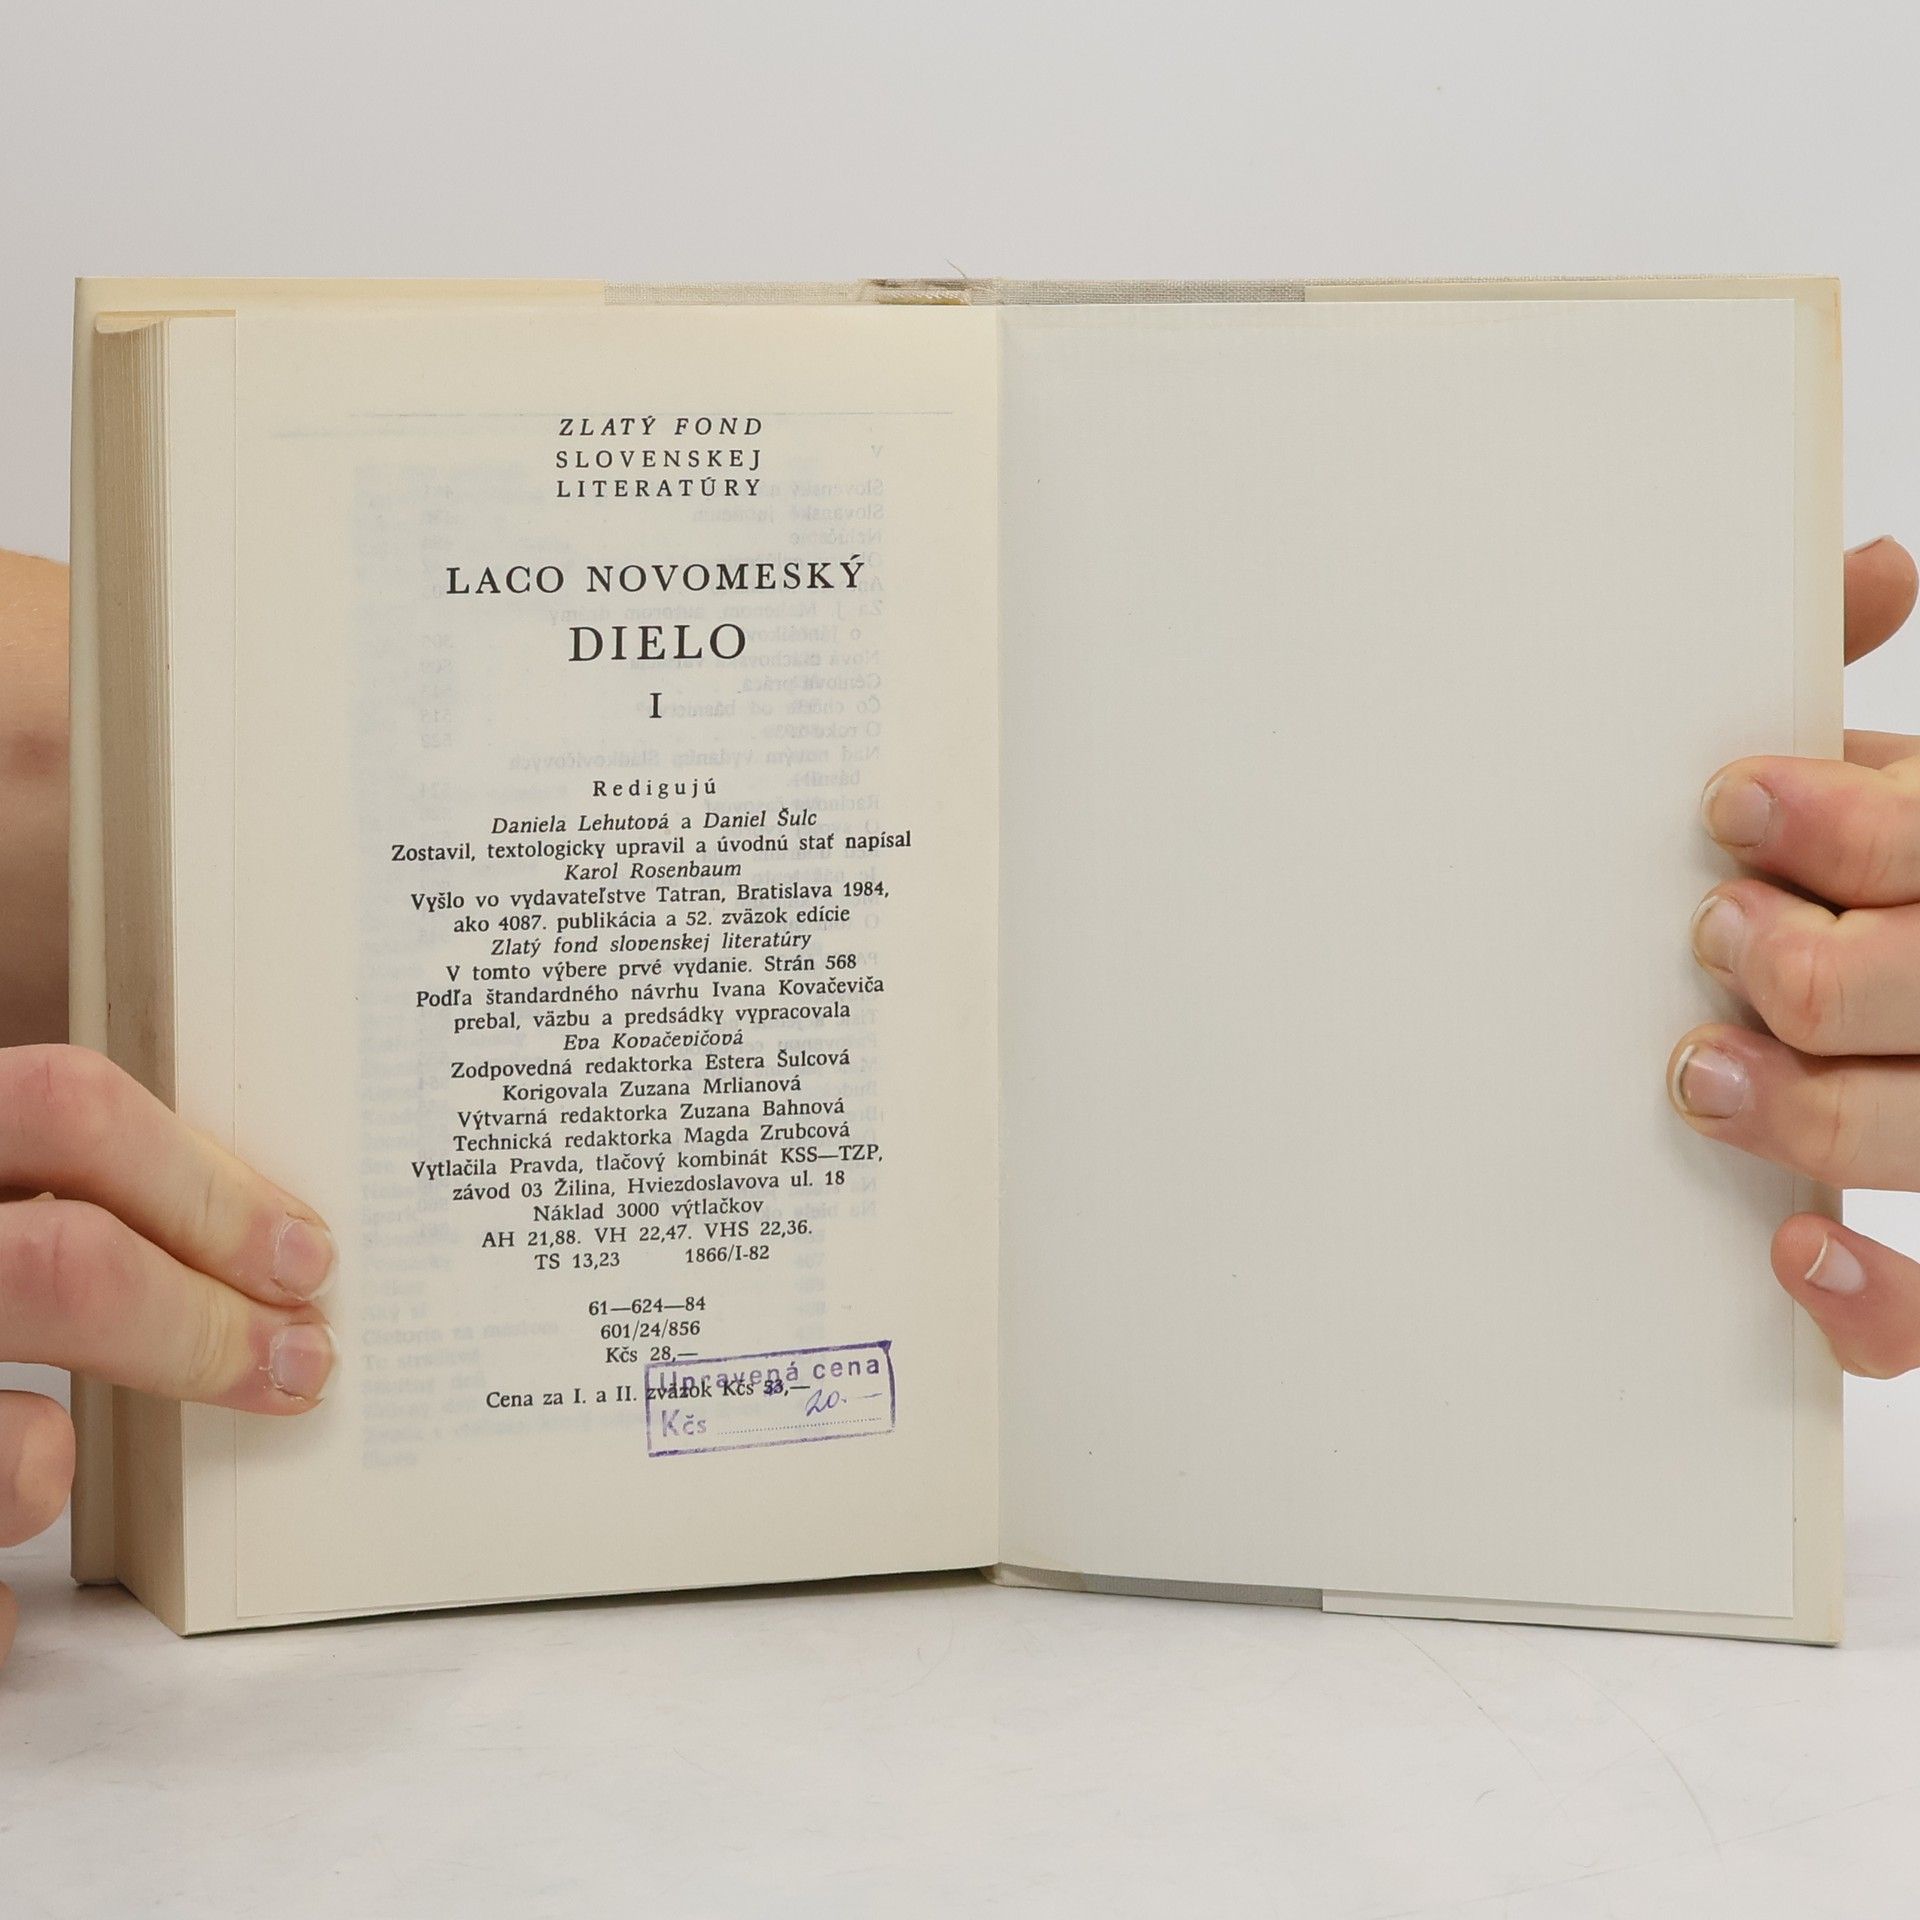 ZLATÝ FOND
SLOVENSKEJ
LITERATÚRY
LACO NOVOMESKÝ
DIELO
I
Redigujú
Daniela Lehutová a Daniel Šulc
Zostavil, textologicky upravil a úvodnú stať napísal
Karol Rosenbaum
Vyšlo vo vydavateľstve Tatran, Bratislava 1984,
ako 4087. publikácia a 52. zväzok edície
Zlatý fond slovenskej literatúry
V tomto výbere prvé vydanie. Strán 568
Podľa štandardného návrhu Ivana Kovačeviča
prebal, väzbu a predsádky vypracovala
Eva Kovačevičová
Zodpovedná redaktorka Estera Šulcová
Korigovala Zuzana Mrlianová
Výtvarná redaktorka Zuzana Bahnová
Technická redaktorka Magda Zrubcová
Vytlačila Pravda, tlačový kombinát KSS—TZP,
závod 03 Žilina, Hviezdoslavova ul. 18
Náklad 3000 výtlačkov
AH 21,88. VH 22,47. VHS 22,36.
TS 13,23 1866/I-82
61—624—84
601/24/856
Kčs 28,—
Upravená cena
Cena za I. a II. zväzok Kčs 53,—
Kčs 20.—